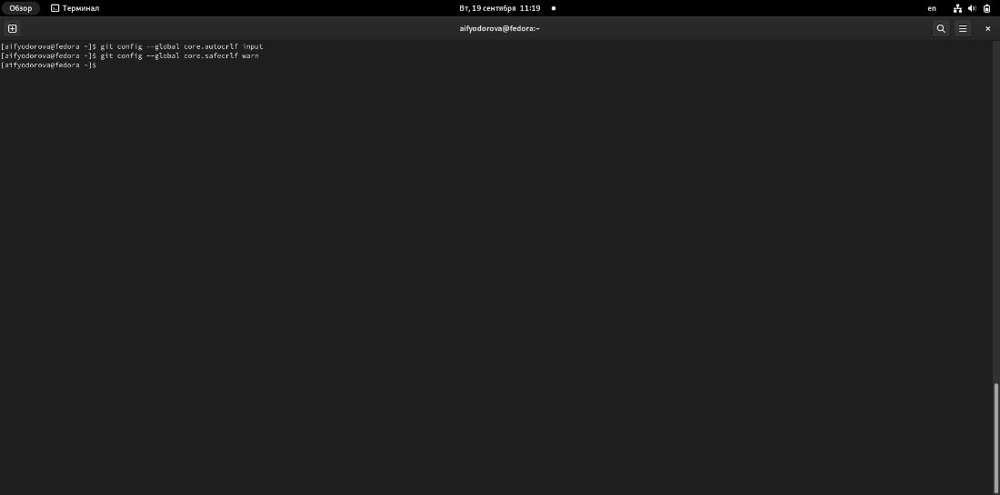 Обзор Терминал Вт, 19 сентября 11:19 en
aifyodorova@fedora:~
[aifyodorova@fedora ~]$ git config --global core.autocrlf input
[aifyodorova@fedora ~]$ git config --global core.safecrlf warn
[aifyodorova@fedora ~]$